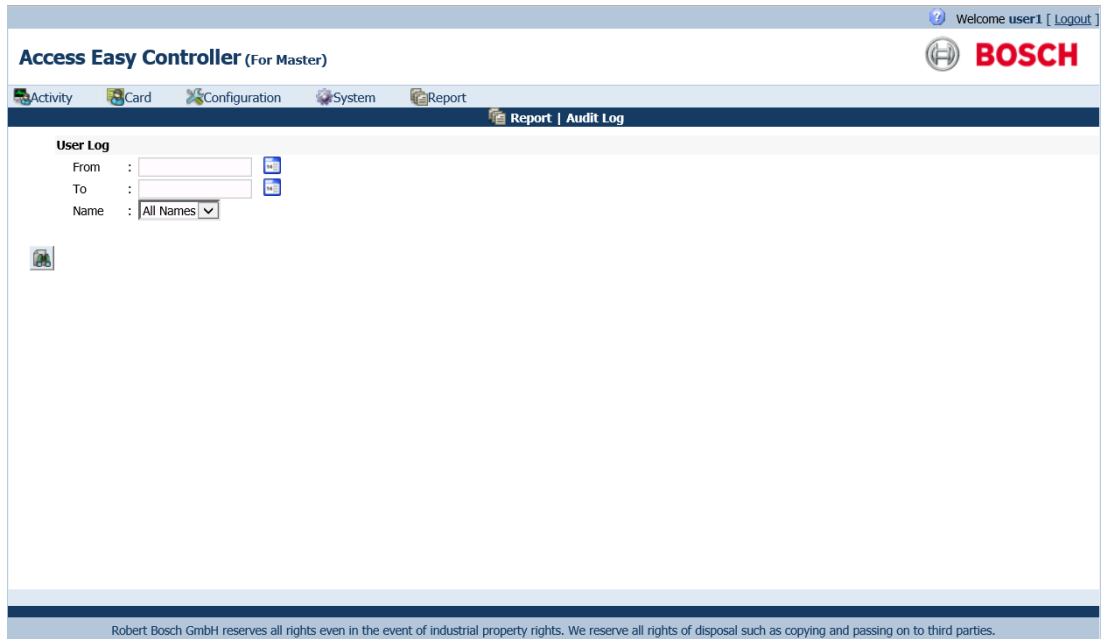 Welcome user1 [ Logout ]
Access Easy Controller (For Master)
BOSCH
Activity Card Configuration System Report
Report | Audit Log
User Log
From :
To :
Name : All Names
Robert Bosch GmbH reserves all rights even in the event of industrial property rights. We reserve all rights of disposal such as copying and passing on to third parties.